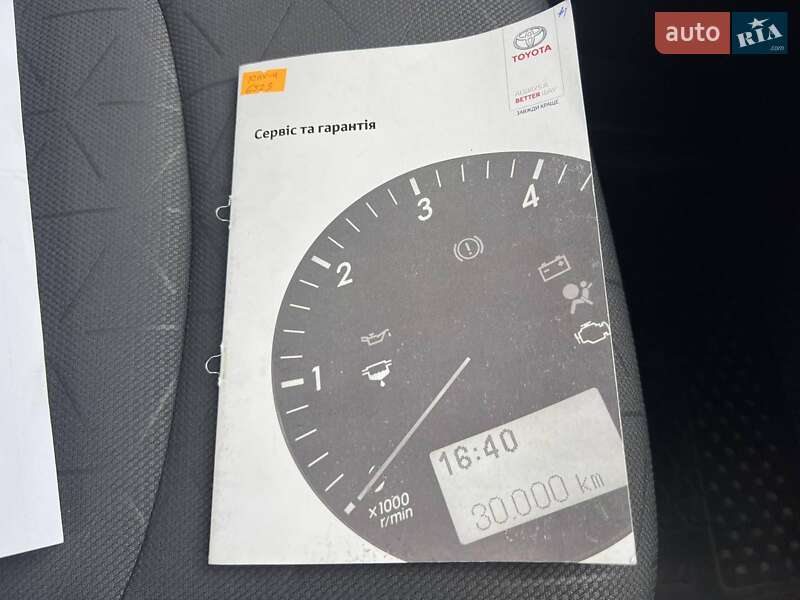 auto RIA
.com
TOYOTA
ALWAYS A
BETTER WAY
ЗАВЖДИ КРАЩЕ
6323
Сервіс та гарантія
4
3
2
1
x1000
r/min
16:40
30.000 km